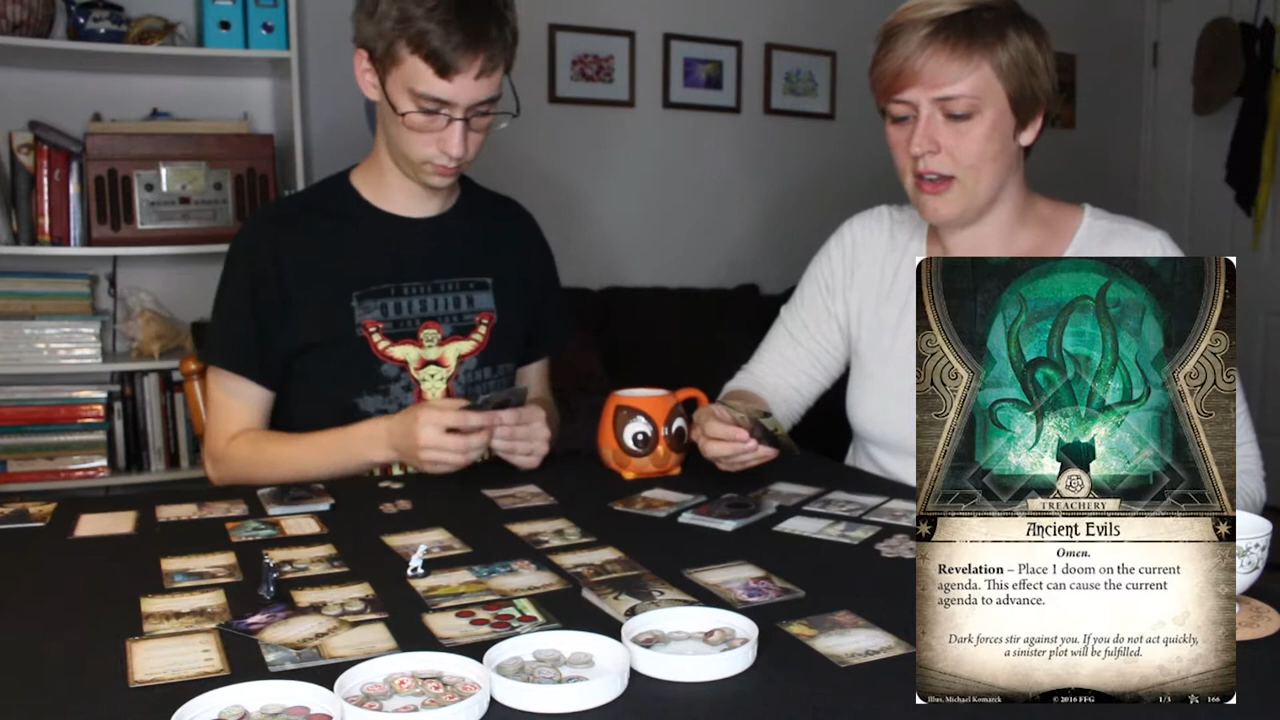 QUESTION
TREACHERY
Ancient Evils
Omen.
Revelation – Place 1 doom on the current
agenda. This effect can cause the current
agenda to advance.
Dark forces stir against you. If you do not act quickly,
a sinister plot will be fulfilled.
Illus. Michael Komarck
© 2016 FFG
1/3
166